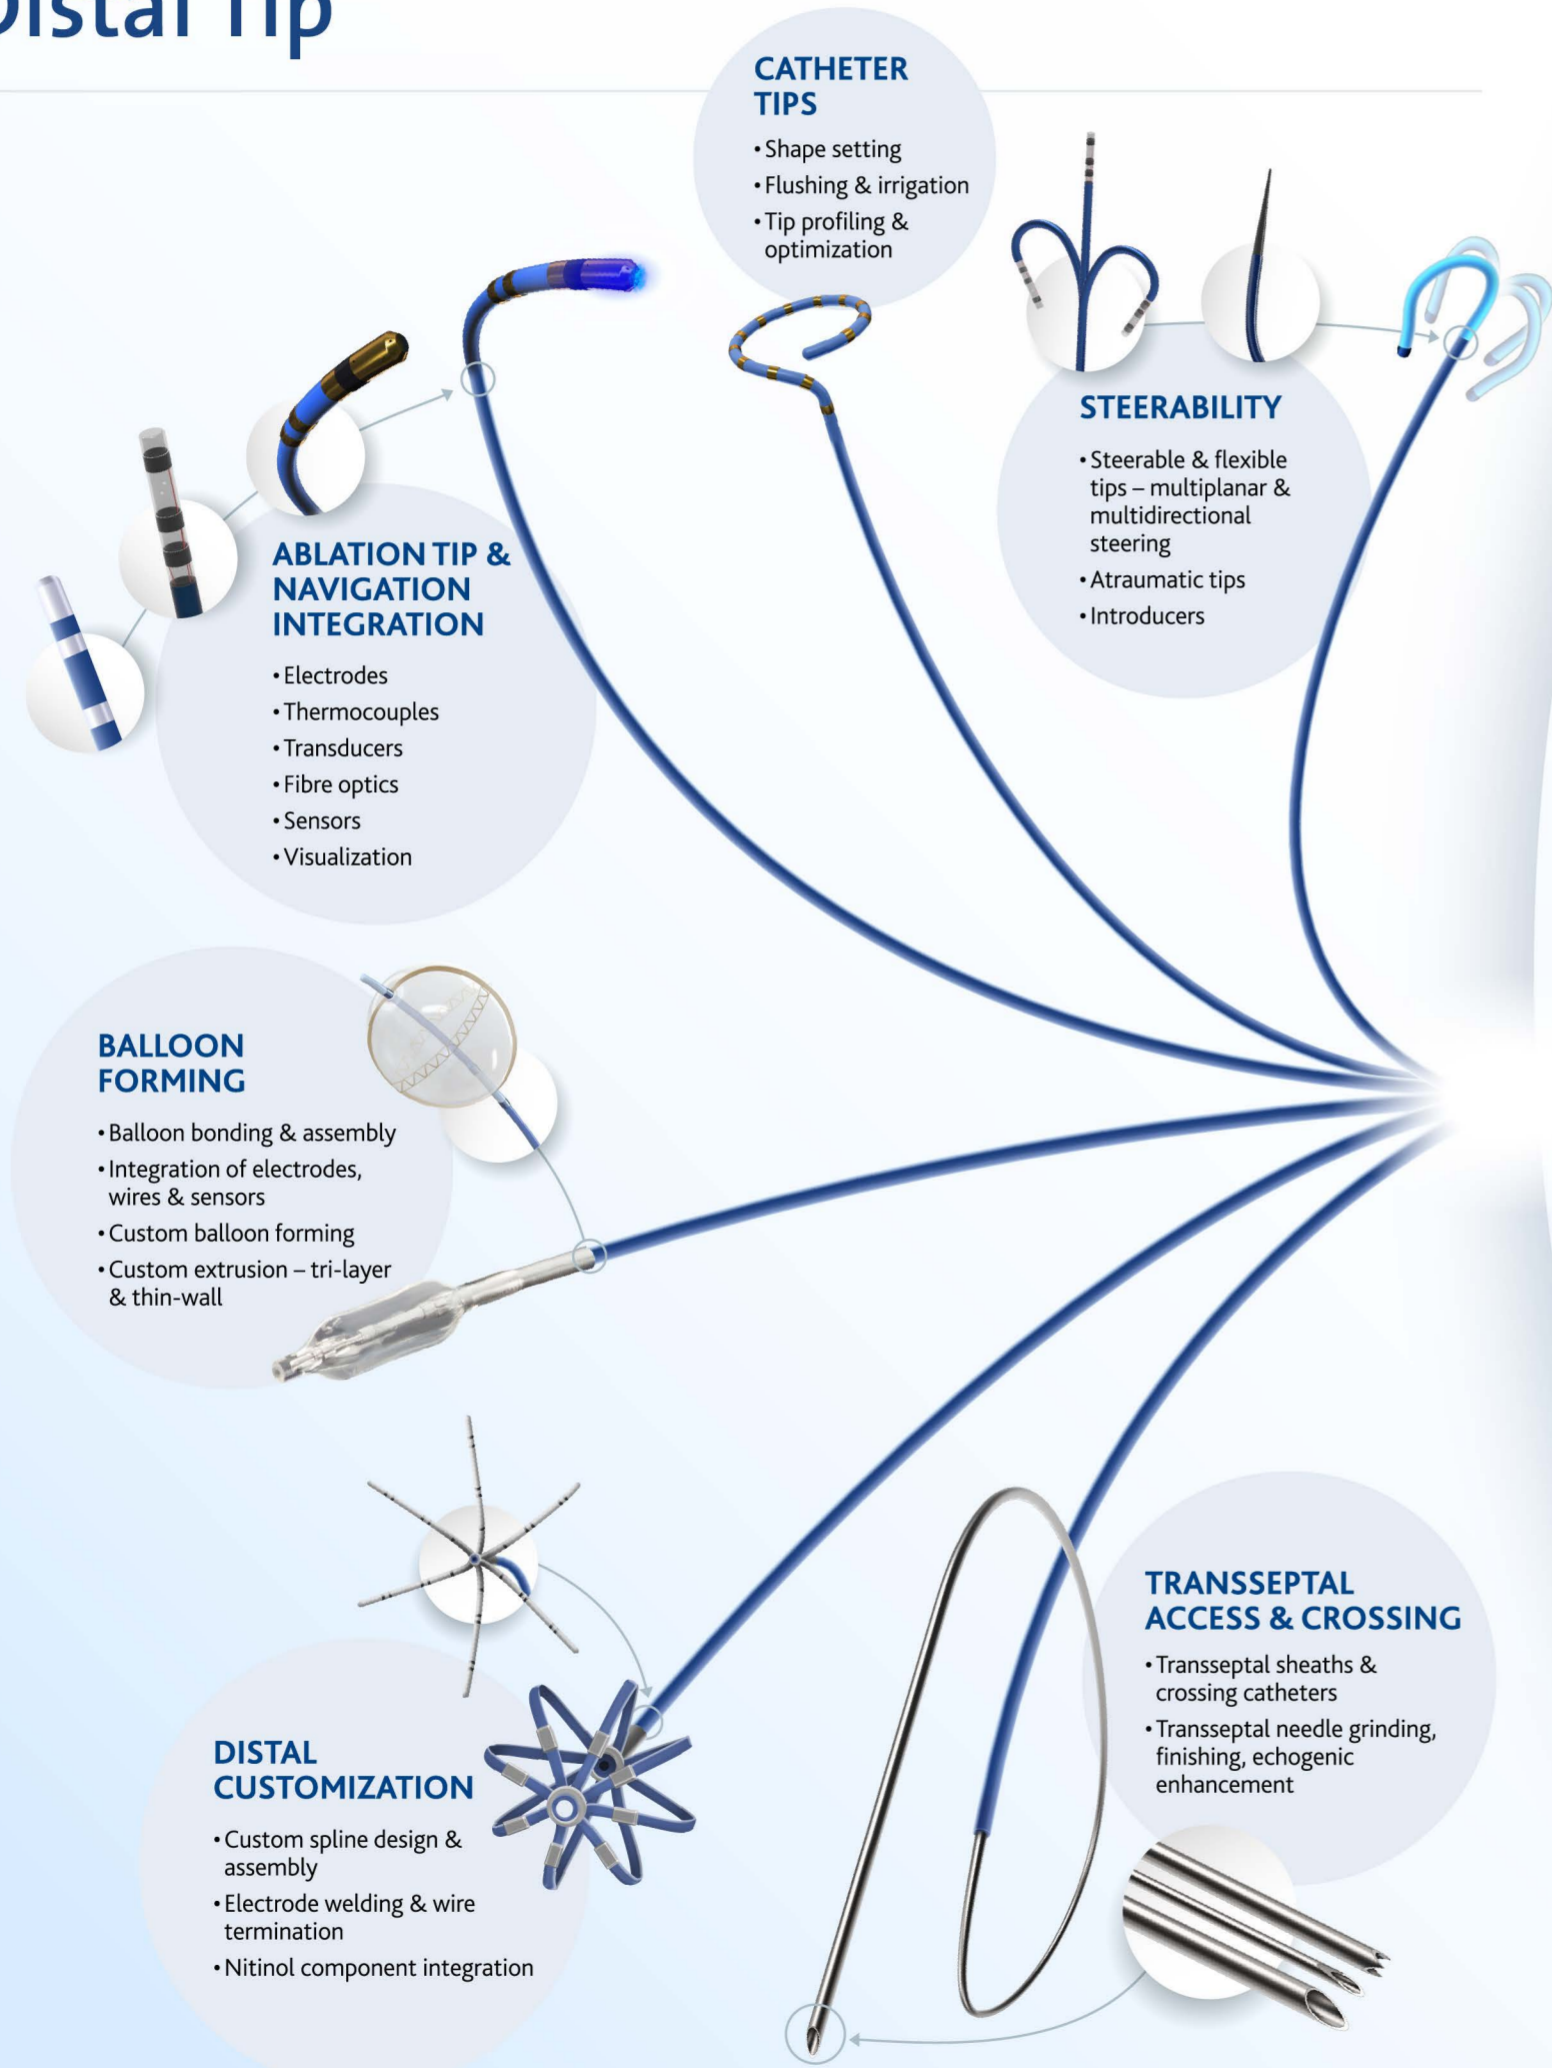 Distal Tip
CATHETER
TIPS
• Shape setting
• Flushing & irrigation
• Tip profiling &
optimization
STEERABILITY
• Steerable & flexible
tips – multiplanar &
multidirectional
steering
• Atraumatic tips
• Introducers
ABLATION TIP &
NAVIGATION
INTEGRATION
• Electrodes
• Thermocouples
• Transducers
• Fibre optics
• Sensors
• Visualization
BALLOON
FORMING
• Balloon bonding & assembly
• Integration of electrodes,
wires & sensors
• Custom balloon forming
• Custom extrusion – tri-layer
& thin-wall
TRANSSEPTAL
ACCESS & CROSSING
• Transseptal sheaths &
crossing catheters
• Transseptal needle grinding,
finishing, echogenic
enhancement
DISTAL
CUSTOMIZATION
• Custom spline design &
assembly
• Electrode welding & wire
termination
• Nitinol component integration